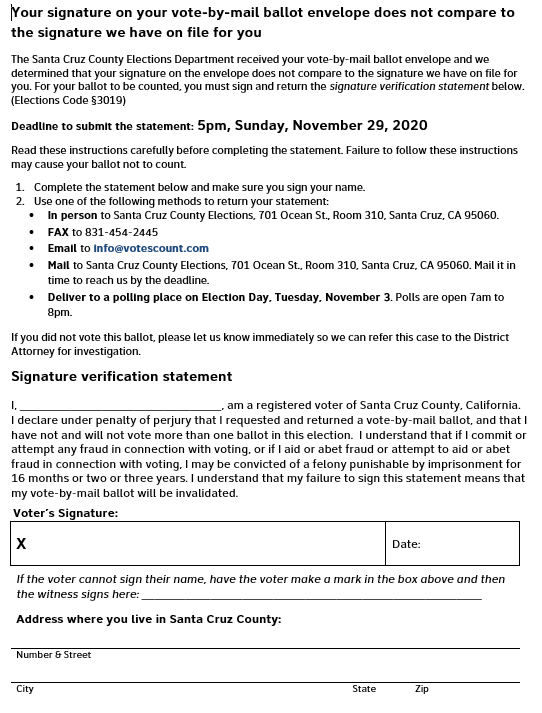 Your signature on your vote-by-mail ballot envelope does not compare to
the signature we have on file for you
The Santa Cruz County Elections Department received your vote-by-mail ballot envelope and we
determined that your signature on the envelope does not compare to the signature we have on file for
you. For your ballot to be counted, you must sign and return the signature verification statement below.
(Elections Code §3019)
Deadline to submit the statement: 5pm, Sunday, November 29, 2020
Read these instructions carefully before completing the statement. Failure to follow these instructions
may cause your ballot not to count.
1. Complete the statement below and make sure you sign your name.
2. Use one of the following methods to return your statement:
• In person to Santa Cruz County Elections, 701 Ocean St., Room 310, Santa Cruz, CA 95060.
• FAX to 831-454-2445
• Email to info@votescount.com
• Mail to Santa Cruz County Elections, 701 Ocean St., Room 310, Santa Cruz, CA 95060. Mail it in
time to reach us by the deadline.
• Deliver to a polling place on Election Day, Tuesday, November 3. Polls are open 7am to
8pm.
If you did not vote this ballot, please let us know immediately so we can refer this case to the District
Attorney for investigation.
Signature verification statement
I, ______________________________, am a registered voter of Santa Cruz County, California.
I declare under penalty of perjury that I requested and returned a vote-by-mail ballot, and that I
have not and will not vote more than one ballot in this election. I understand that if I commit or
attempt any fraud in connection with voting, or if I aid or abet fraud or attempt to aid or abet
fraud in connection with voting, I may be convicted of a felony punishable by imprisonment for
16 months or two or three years. I understand that my failure to sign this statement means that
my vote-by-mail ballot will be invalidated.
Voter's Signature:
X Date:
If the voter cannot sign their name, have the voter make a mark in the box above and then
the witness signs here: ______________________________
Address where you live in Santa Cruz County:
Number & Street
City State Zip